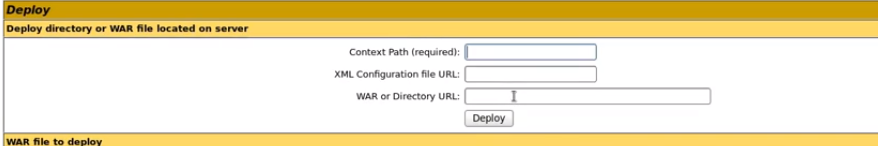 Deploy
Deploy directory or WAR file located on server
Context Path (required):
XML Configuration file URL:
WAR or Directory URL:
Deploy
WAR file to deploy